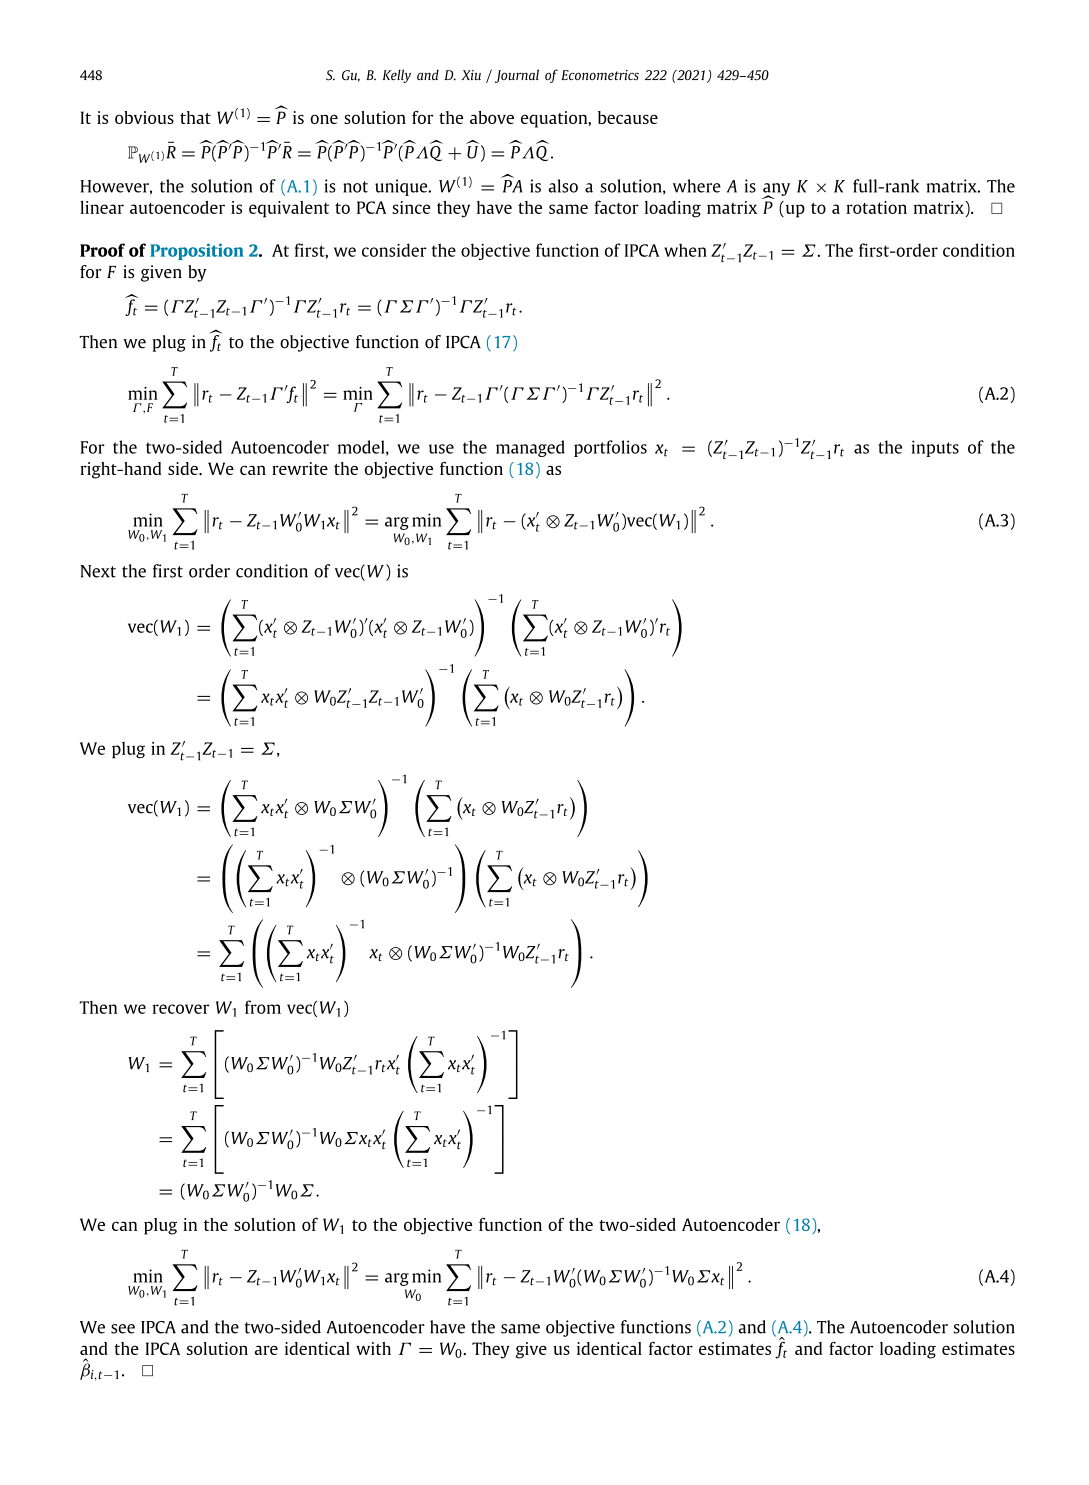 448
S. Gu, B. Kelly and D. Xiu / Journal of Econometrics 222 (2021) 429–450
It is obvious that $W^{(1)} = \widehat{P}$ is one solution for the above equation, because
$\mathbb{P}_{W^{(1)}}\bar{R} = \widehat{P}(\widehat{P}'\widehat{P})^{-1}\widehat{P}'\bar{R} = \widehat{P}(\widehat{P}'\widehat{P})^{-1}\widehat{P}'(\widehat{P}\Lambda\widehat{Q} + \widehat{U}) = \widehat{P}\Lambda\widehat{Q}.$
However, the solution of (A.1) is not unique. $W^{(1)} = \widehat{P}A$ is also a solution, where $A$ is any $K \times K$ full-rank matrix. The
linear autoencoder is equivalent to PCA since they have the same factor loading matrix $\widehat{P}$ (up to a rotation matrix). □
Proof of Proposition 2. At first, we consider the objective function of IPCA when $Z'_{t-1}Z_{t-1} = \Sigma$. The first-order condition
for $F$ is given by
$\widehat{f}_t = (\Gamma Z'_{t-1}Z_{t-1}\Gamma')^{-1}\Gamma Z'_{t-1}r_t = (\Gamma\Sigma\Gamma')^{-1}\Gamma Z'_{t-1}r_t.$
Then we plug in $\widehat{f}_t$ to the objective function of IPCA (17)
$\min_{\Gamma,F} \sum_{t=1}^{T} \left\| r_t - Z_{t-1}\Gamma' f_t \right\|^2 = \min_{\Gamma} \sum_{t=1}^{T} \left\| r_t - Z_{t-1}\Gamma'(\Gamma\Sigma\Gamma')^{-1}\Gamma Z'_{t-1}r_t \right\|^2.$ (A.2)
For the two-sided Autoencoder model, we use the managed portfolios $x_t = (Z'_{t-1}Z_{t-1})^{-1}Z'_{t-1}r_t$ as the inputs of the
right-hand side. We can rewrite the objective function (18) as
$\min_{W_0,W_1} \sum_{t=1}^{T} \left\| r_t - Z_{t-1}W'_0W_1x_t \right\|^2 = \arg\min_{W_0,W_1} \sum_{t=1}^{T} \left\| r_t - (x'_t \otimes Z_{t-1}W'_0)\text{vec}(W_1) \right\|^2.$ (A.3)
Next the first order condition of vec($W$) is
$\text{vec}(W_1) = \left( \sum_{t=1}^{T} (x'_t \otimes Z_{t-1}W'_0)'(x'_t \otimes Z_{t-1}W'_0) \right)^{-1} \left( \sum_{t=1}^{T} (x'_t \otimes Z_{t-1}W'_0)'r_t \right)$
$= \left( \sum_{t=1}^{T} x_tx'_t \otimes W_0Z'_{t-1}Z_{t-1}W'_0 \right)^{-1} \left( \sum_{t=1}^{T} \left( x_t \otimes W_0Z'_{t-1}r_t \right) \right).$
We plug in $Z'_{t-1}Z_{t-1} = \Sigma$,
$\text{vec}(W_1) = \left( \sum_{t=1}^{T} x_tx'_t \otimes W_0\Sigma W'_0 \right)^{-1} \left( \sum_{t=1}^{T} \left( x_t \otimes W_0Z'_{t-1}r_t \right) \right)$
$= \left( \left( \sum_{t=1}^{T} x_tx'_t \right)^{-1} \otimes (W_0\Sigma W'_0)^{-1} \right) \left( \sum_{t=1}^{T} \left( x_t \otimes W_0Z'_{t-1}r_t \right) \right)$
$= \sum_{t=1}^{T} \left( \left( \sum_{t=1}^{T} x_tx'_t \right)^{-1} x_t \otimes (W_0\Sigma W'_0)^{-1}W_0Z'_{t-1}r_t \right).$
Then we recover $W_1$ from vec($W_1$)
$W_1 = \sum_{t=1}^{T} \left[ (W_0\Sigma W'_0)^{-1}W_0Z'_{t-1}r_tx'_t \left( \sum_{t=1}^{T} x_tx'_t \right)^{-1} \right]$
$= \sum_{t=1}^{T} \left[ (W_0\Sigma W'_0)^{-1}W_0\Sigma x_tx'_t \left( \sum_{t=1}^{T} x_tx'_t \right)^{-1} \right]$
$= (W_0\Sigma W'_0)^{-1}W_0\Sigma.$
We can plug in the solution of $W_1$ to the objective function of the two-sided Autoencoder (18),
$\min_{W_0,W_1} \sum_{t=1}^{T} \left\| r_t - Z_{t-1}W'_0W_1x_t \right\|^2 = \arg\min_{W_0} \sum_{t=1}^{T} \left\| r_t - Z_{t-1}W'_0(W_0\Sigma W'_0)^{-1}W_0\Sigma x_t \right\|^2.$ (A.4)
We see IPCA and the two-sided Autoencoder have the same objective functions (A.2) and (A.4). The Autoencoder solution
and the IPCA solution are identical with $\Gamma = W_0$. They give us identical factor estimates $\hat{f}_t$ and factor loading estimates
$\hat{\beta}_{i,t-1}$. □